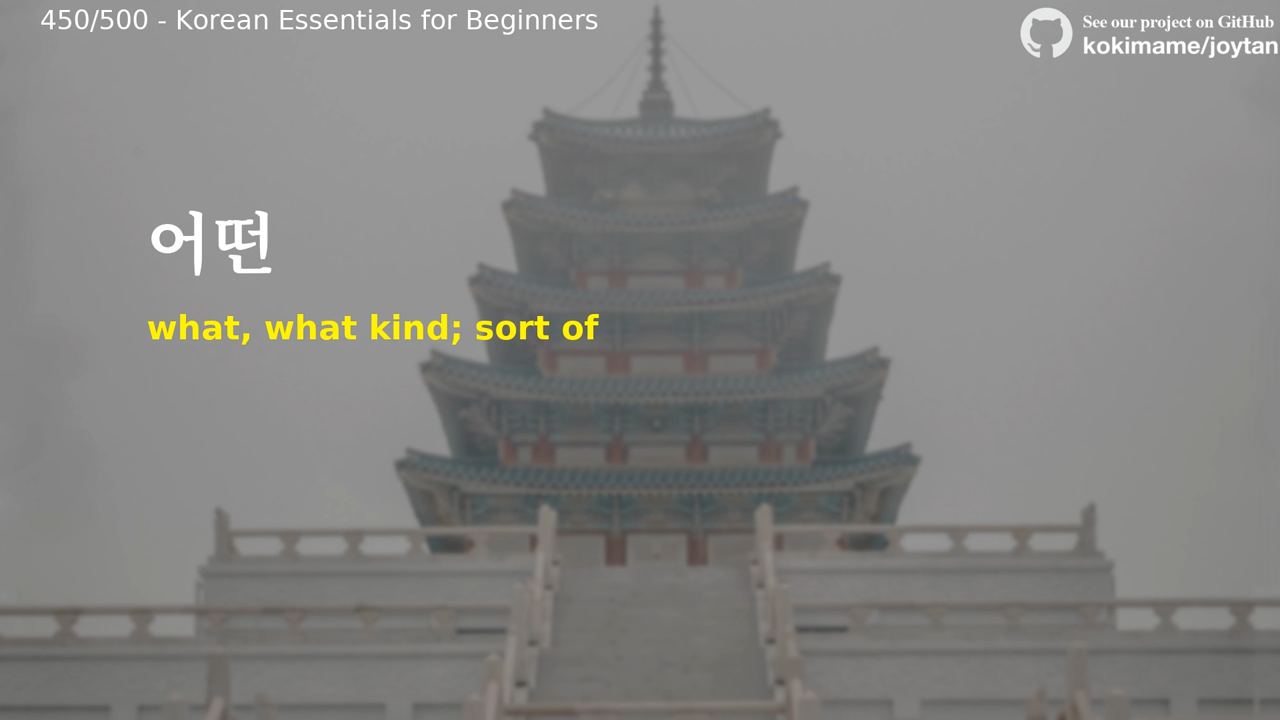 450/500 - Korean Essentials for Beginners
See our project on GitHub
kokimame/joytan
어떤
what, what kind; sort of